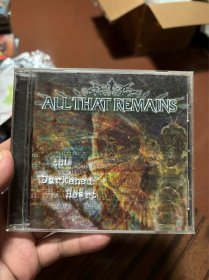 ALL THAT REMAINS
this
Darkened
Heart